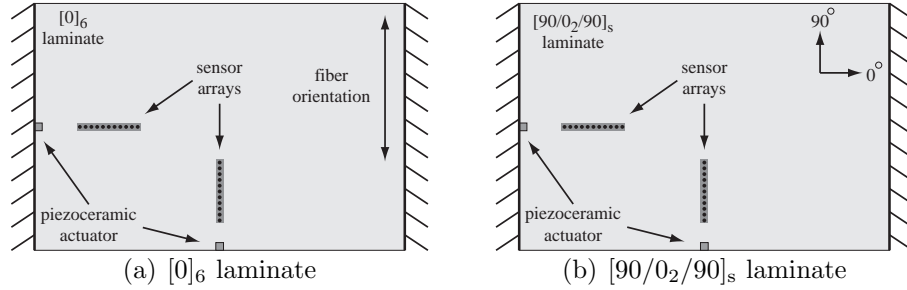 [0]₆
laminate
sensor
arrays
fiber
orientation
piezoceramic
actuator
(a) [0]₆ laminate
[90/0₂/90]ₛ
laminate
90°
0°
sensor
arrays
piezoceramic
actuator
(b) [90/0₂/90]ₛ laminate